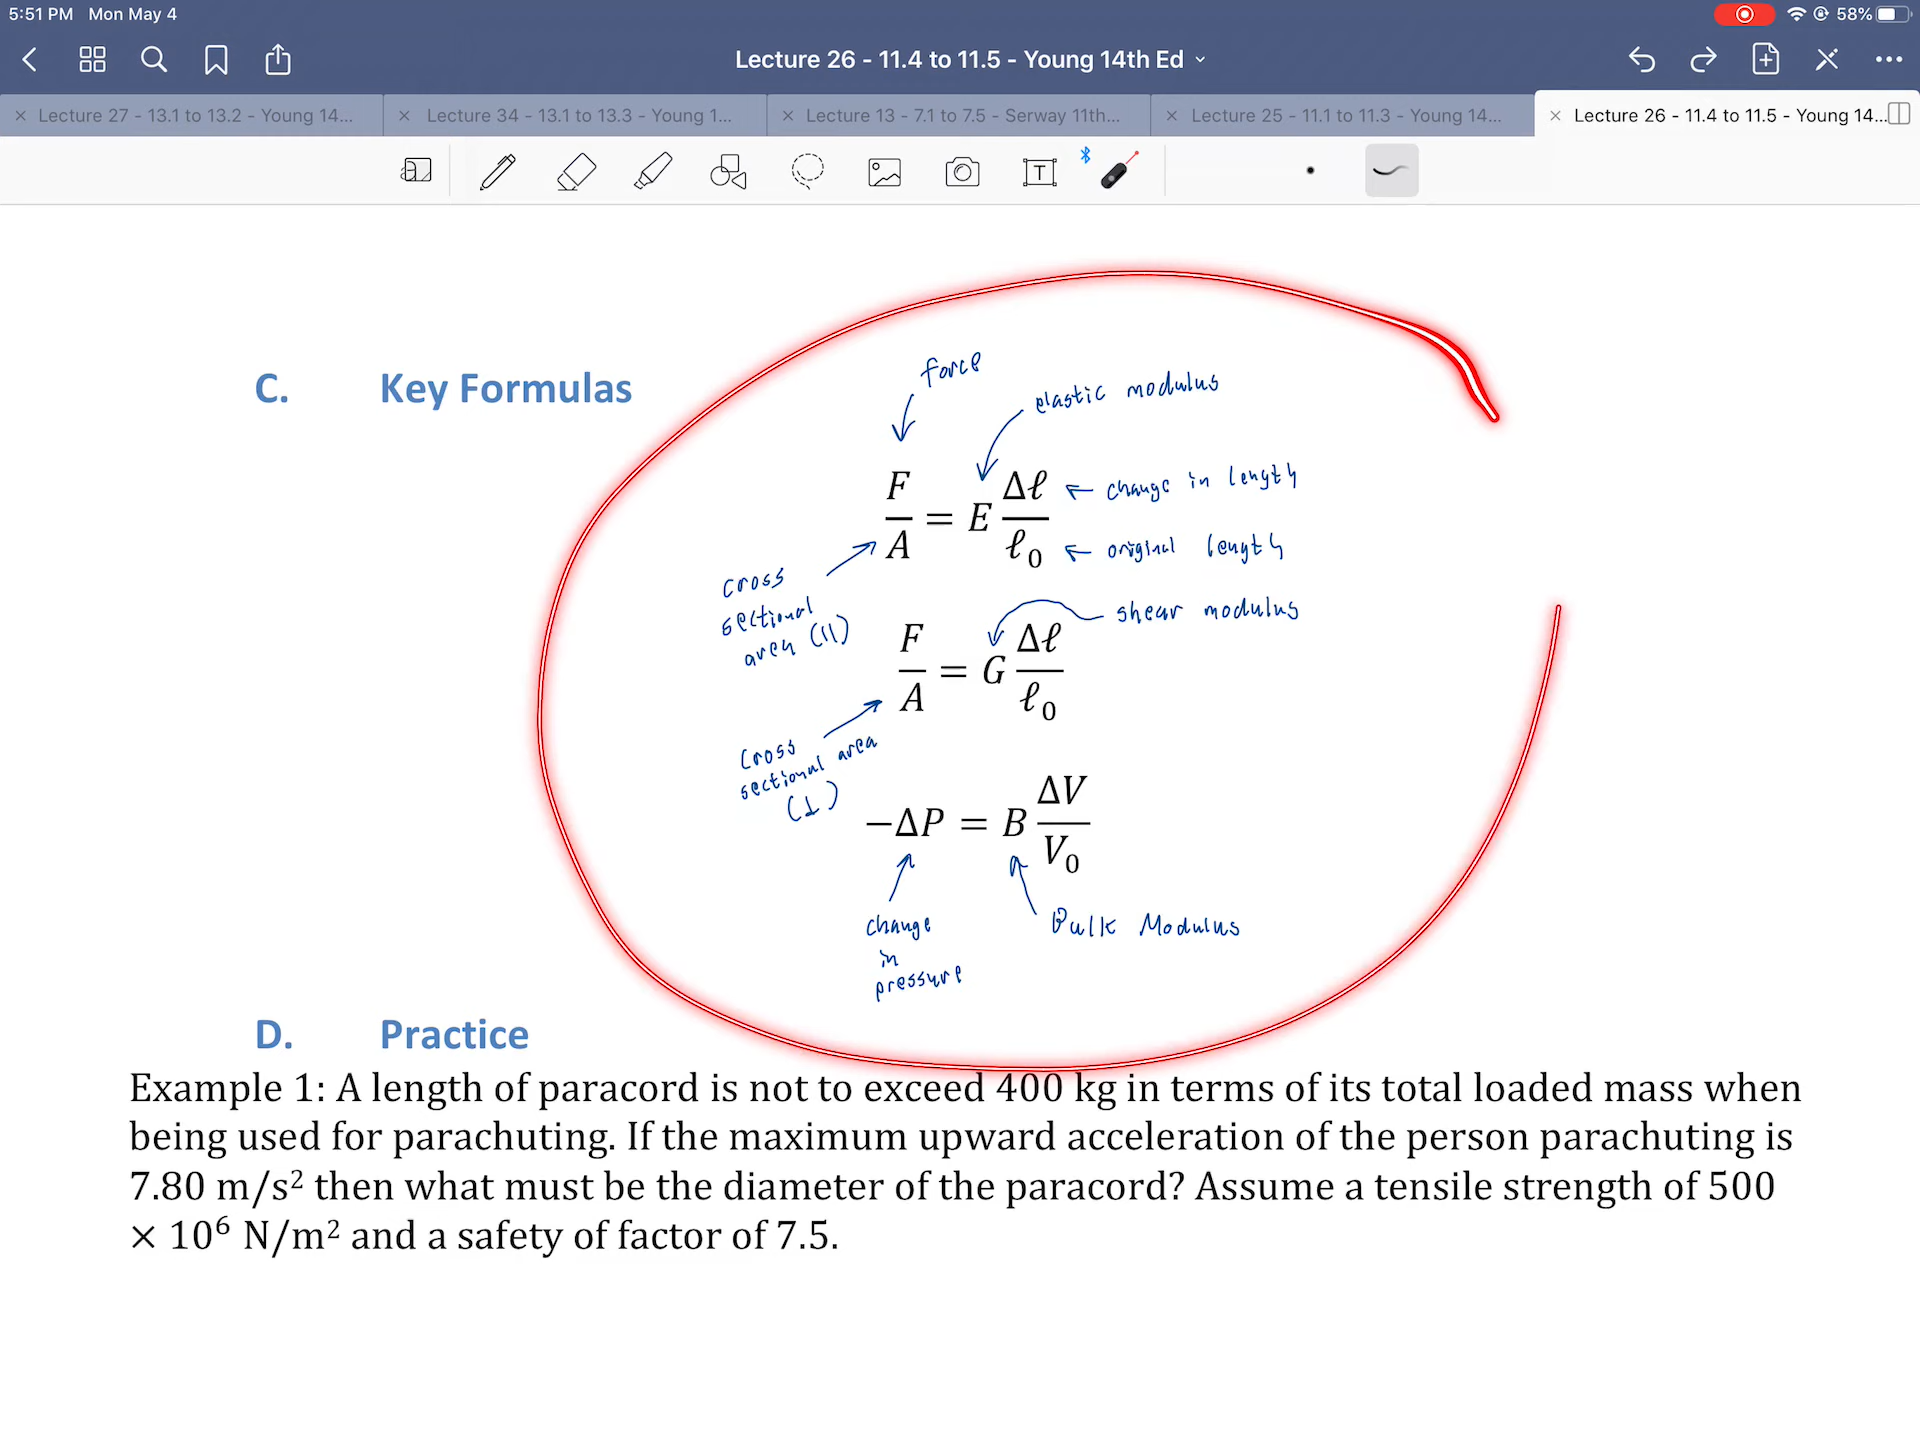 5:51 PM Mon May 4
58%
Lecture 26 - 11.4 to 11.5 - Young 14th Ed
Lecture 27 - 13.1 to 13.2 - Young 14...
Lecture 34 - 13.1 to 13.3 - Young 1...
Lecture 13 - 7.1 to 7.5 - Serway 11th...
Lecture 25 - 11.1 to 11.3 - Young 14...
Lecture 26 - 11.4 to 11.5 - Young 14...
C. Key Formulas
force
elastic modulus
F/A = E Δℓ/ℓ₀
change in length
original length
cross
sectional
area (||)
shear modulus
F/A = G Δℓ/ℓ₀
Cross
sectional area
(⊥)
−ΔP = B ΔV/V₀
change
in
pressure
Bulk Modulus
D. Practice
Example 1: A length of paracord is not to exceed 400 kg in terms of its total loaded mass when
being used for parachuting. If the maximum upward acceleration of the person parachuting is
7.80 m/s² then what must be the diameter of the paracord? Assume a tensile strength of 500
× 10⁶ N/m² and a safety of factor of 7.5.